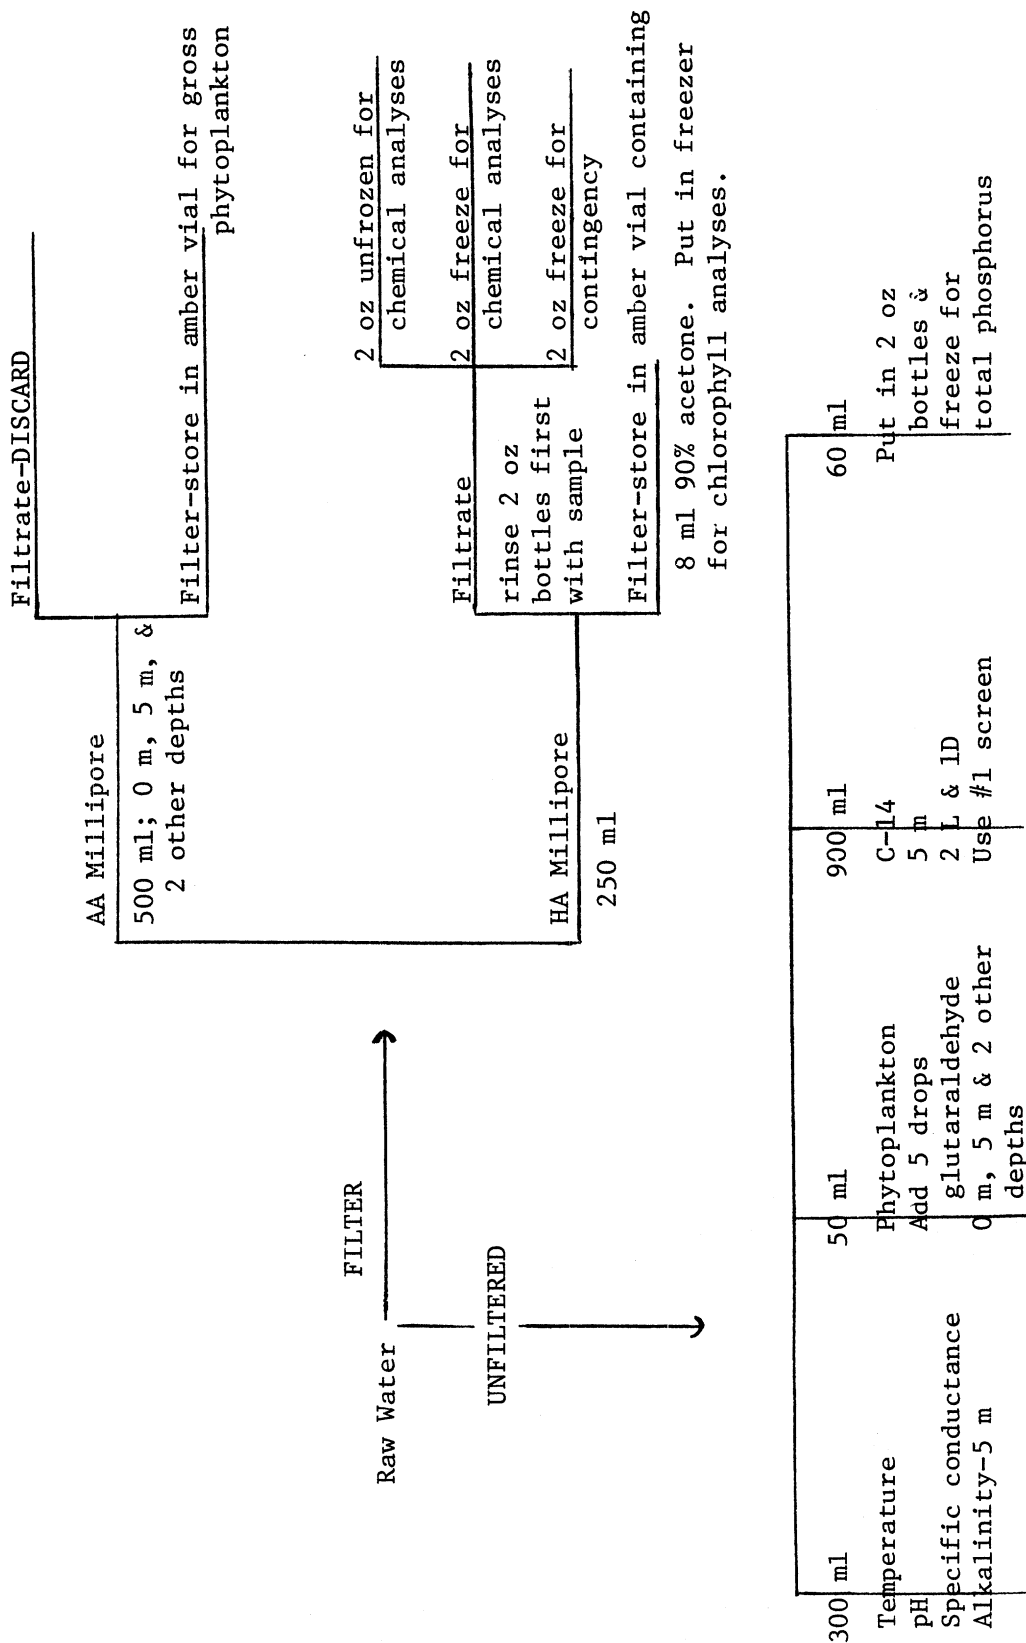 Raw Water
FILTER
UNFILTERED
AA Millipore
500 ml; 0 m, 5 m, &
2 other depths
Filtrate-DISCARD
Filter-store in amber vial for gross
phytoplankton
HA Millipore
250 ml
Filtrate
rinse 2 oz
bottles first
with sample
2 oz unfrozen for
chemical analyses
2 oz freeze for
chemical analyses
2 oz freeze for
contingency
Filter-store in amber vial containing
8 ml 90% acetone. Put in freezer
for chlorophyll analyses.
300 ml
Temperature
pH
Specific conductance
Alkalinity-5 m
50 ml
Phytoplankton
Add 5 drops
glutaraldehyde
0 m, 5 m & 2 other
depths
900 ml
C-14
5 m
2 L & 1D
Use #1 screen
60 ml
Put in 2 oz
bottles &
freeze for
total phosphorus